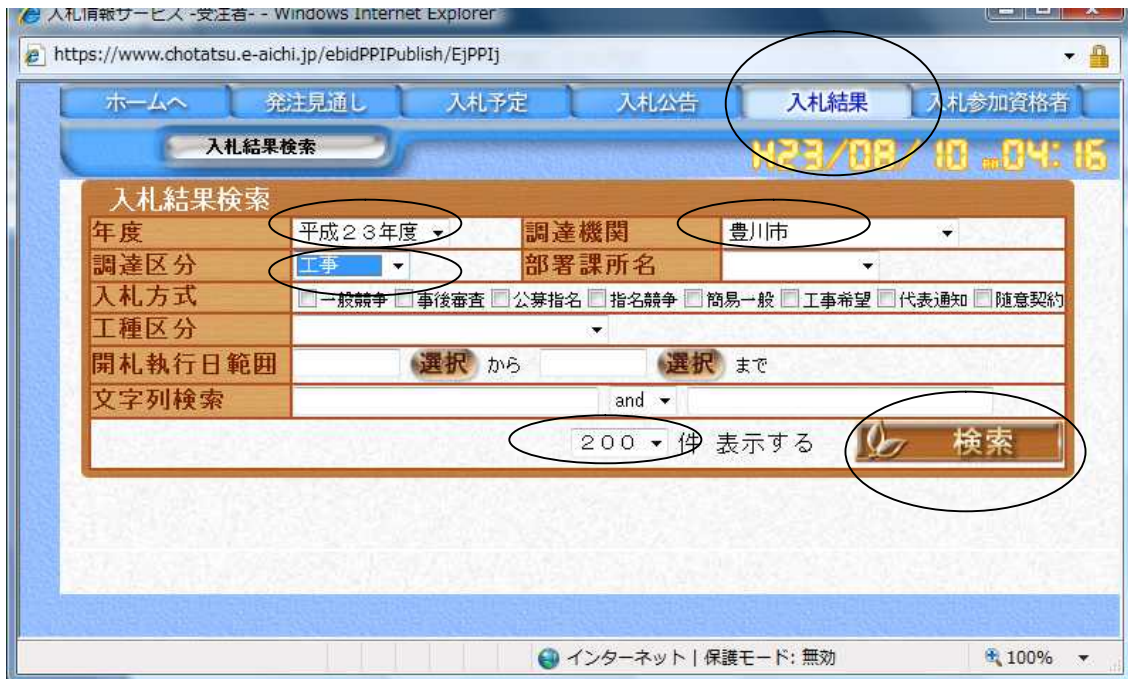 入札情報サービス -受注者- - Windows Internet Explorer
https://www.chotatsu.e-aichi.jp/ebidPPIPublish/EjPPIj
ホームへ 発注見通し 入札予定 入札公告 入札結果 入札参加資格者
入札結果検索 H23/08/10 am 04:16
入札結果検索
年度 平成23年度 調達機関 豊川市
調達区分 工事 部署課所名
入札方式 一般競争 事後審査 公募指名 指名競争 簡易一般 工事希望 代表通知 随意契約
工種区分
開札執行日範囲 選択 から 選択 まで
文字列検索 and
200 件 表示する 検索
インターネット | 保護モード: 無効 100%